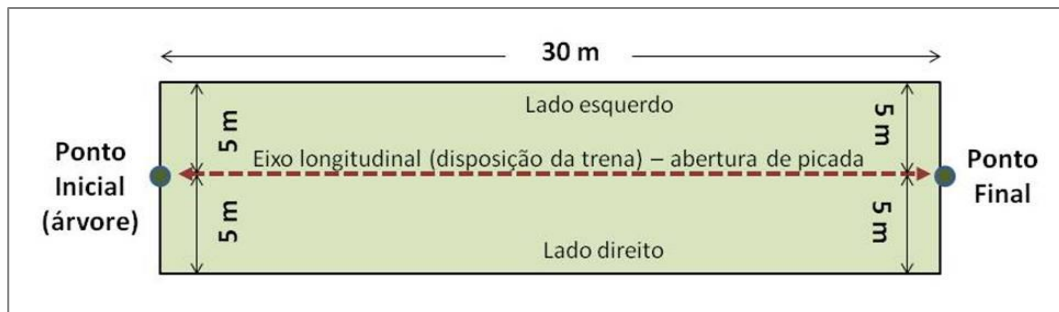 30 m
Lado esquerdo
5 m
5 m
Ponto
Inicial
(árvore)
Eixo longitudinal (disposição da trena) – abertura de picada
Ponto
Final
5 m
5 m
Lado direito